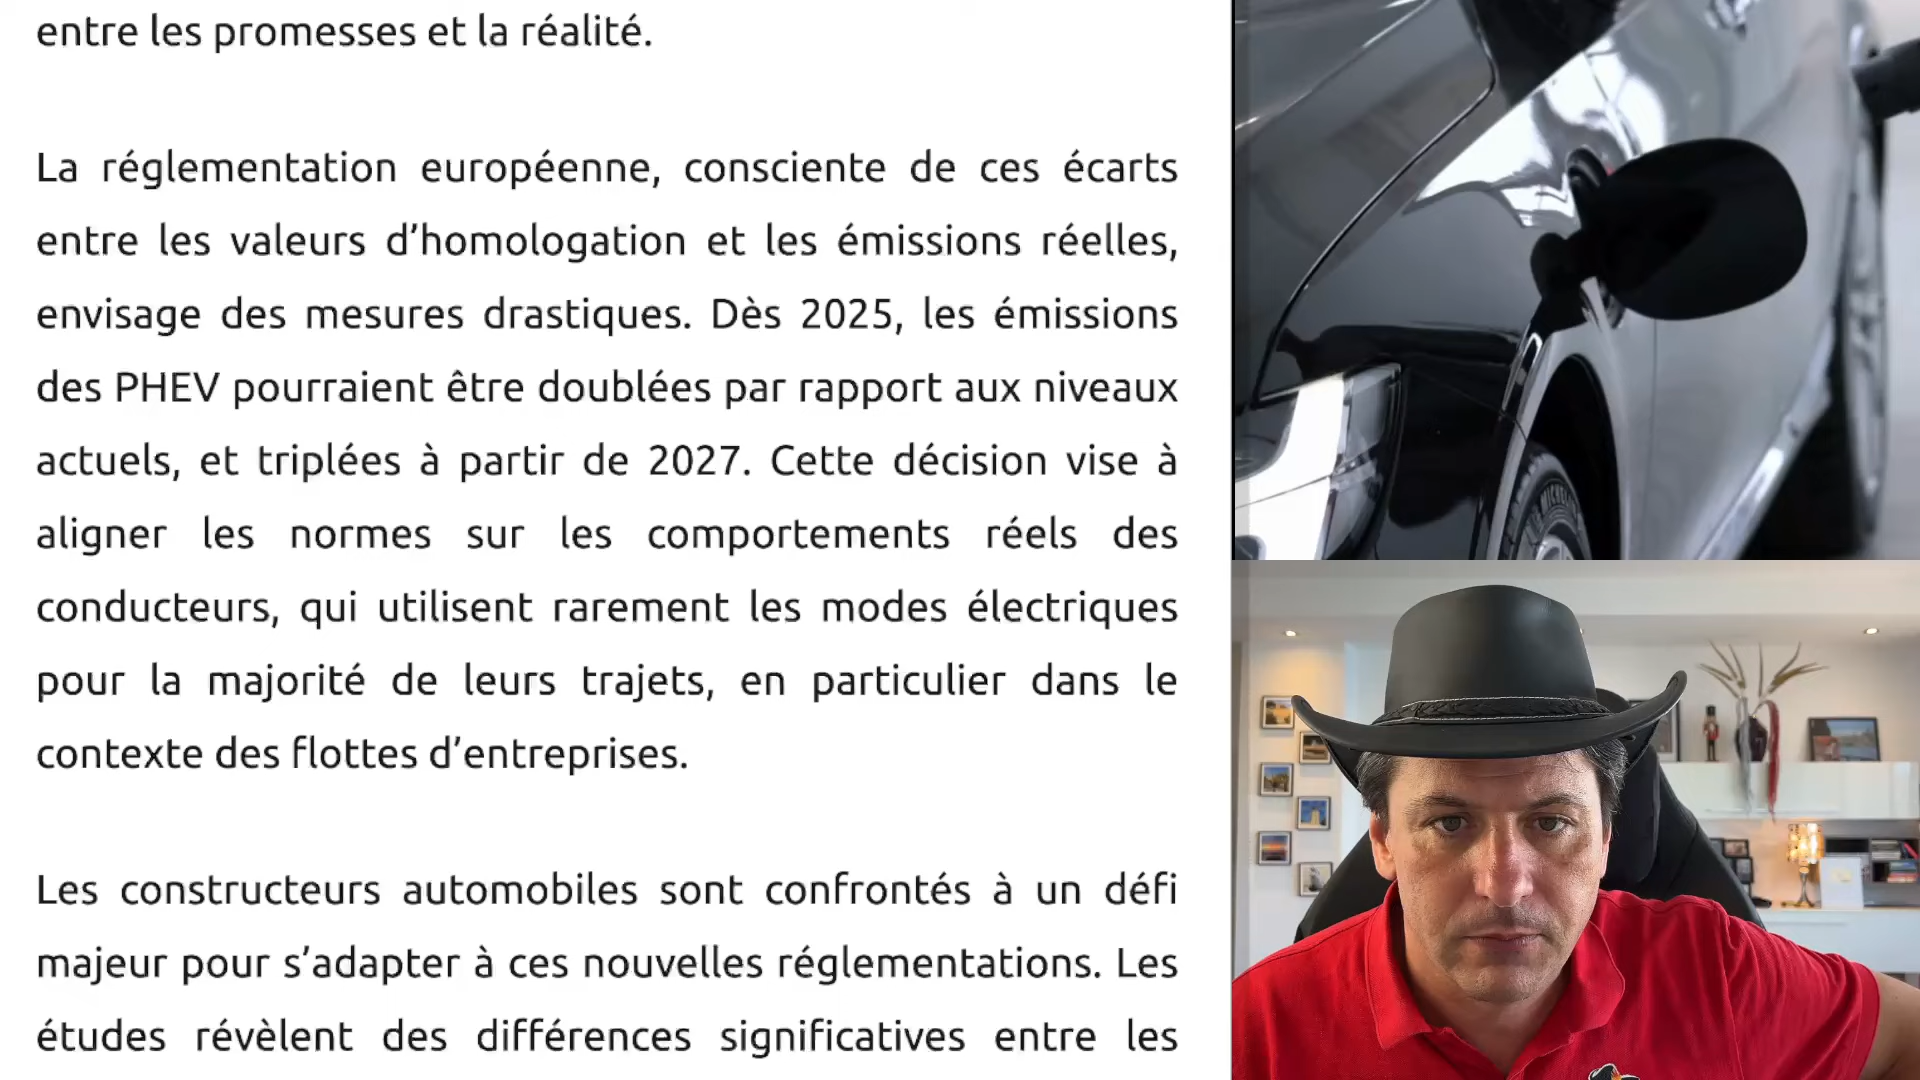 entre les promesses et la réalité.
La réglementation européenne, consciente de ces écarts
entre les valeurs d’homologation et les émissions réelles,
envisage des mesures drastiques. Dès 2025, les émissions
des PHEV pourraient être doublées par rapport aux niveaux
actuels, et triplées à partir de 2027. Cette décision vise à
aligner les normes sur les comportements réels des
conducteurs, qui utilisent rarement les modes électriques
pour la majorité de leurs trajets, en particulier dans le
contexte des flottes d’entreprises.
Les constructeurs automobiles sont confrontés à un défi
majeur pour s’adapter à ces nouvelles réglementations. Les
études révèlent des différences significatives entre les